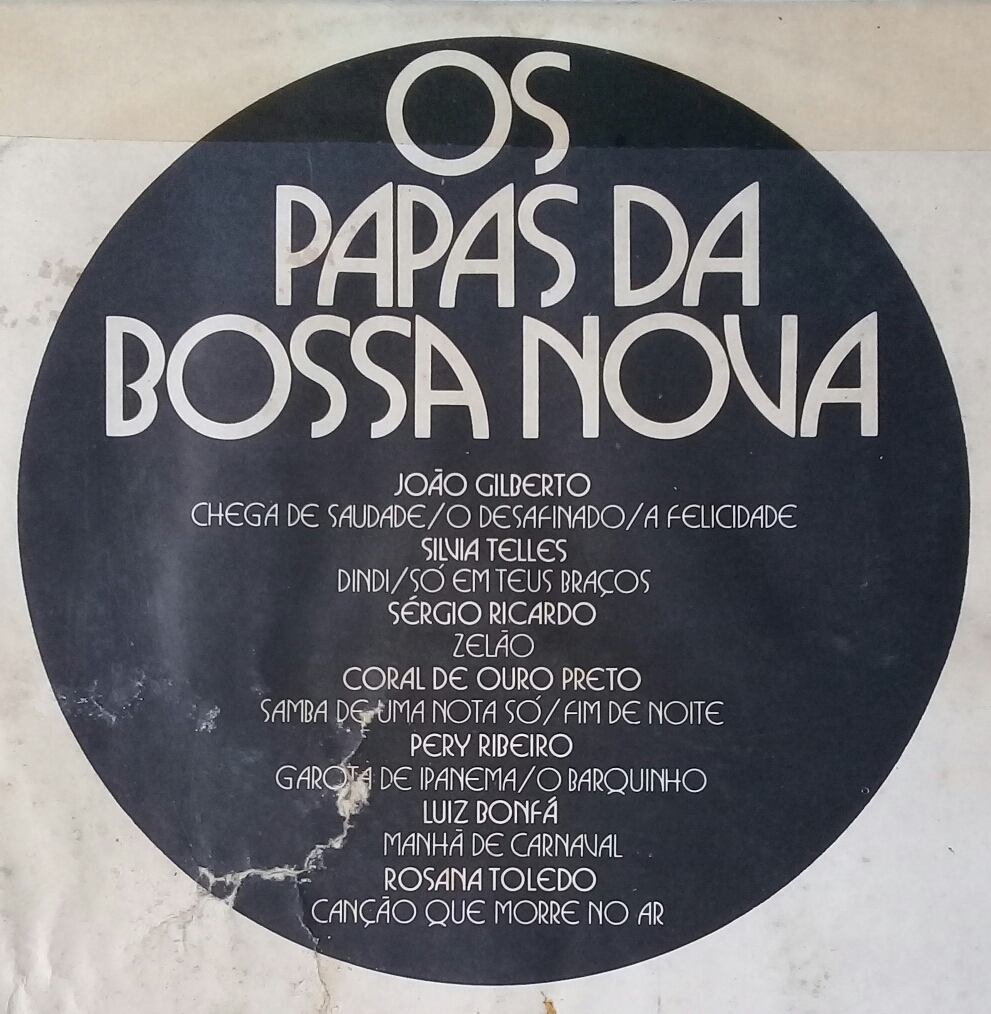 OS
PAPAS DA
BOSSA NOVA
JOÃO GILBERTO
CHEGA DE SAUDADE/O DESAFINADO/A FELICIDADE
SILVIA TELLES
DINDI/SÓ EM TEUS BRAÇOS
SÉRGIO RICARDO
ZELÃO
CORAL DE OURO PRETO
SAMBA DE UMA NOTA SÓ/FIM DE NOITE
PERY RIBEIRO
GAROTA DE IPANEMA/O BARQUINHO
LUIZ BONFÁ
MANHÃ DE CARNAVAL
ROSANA TOLEDO
CANÇÃO QUE MORRE NO AR